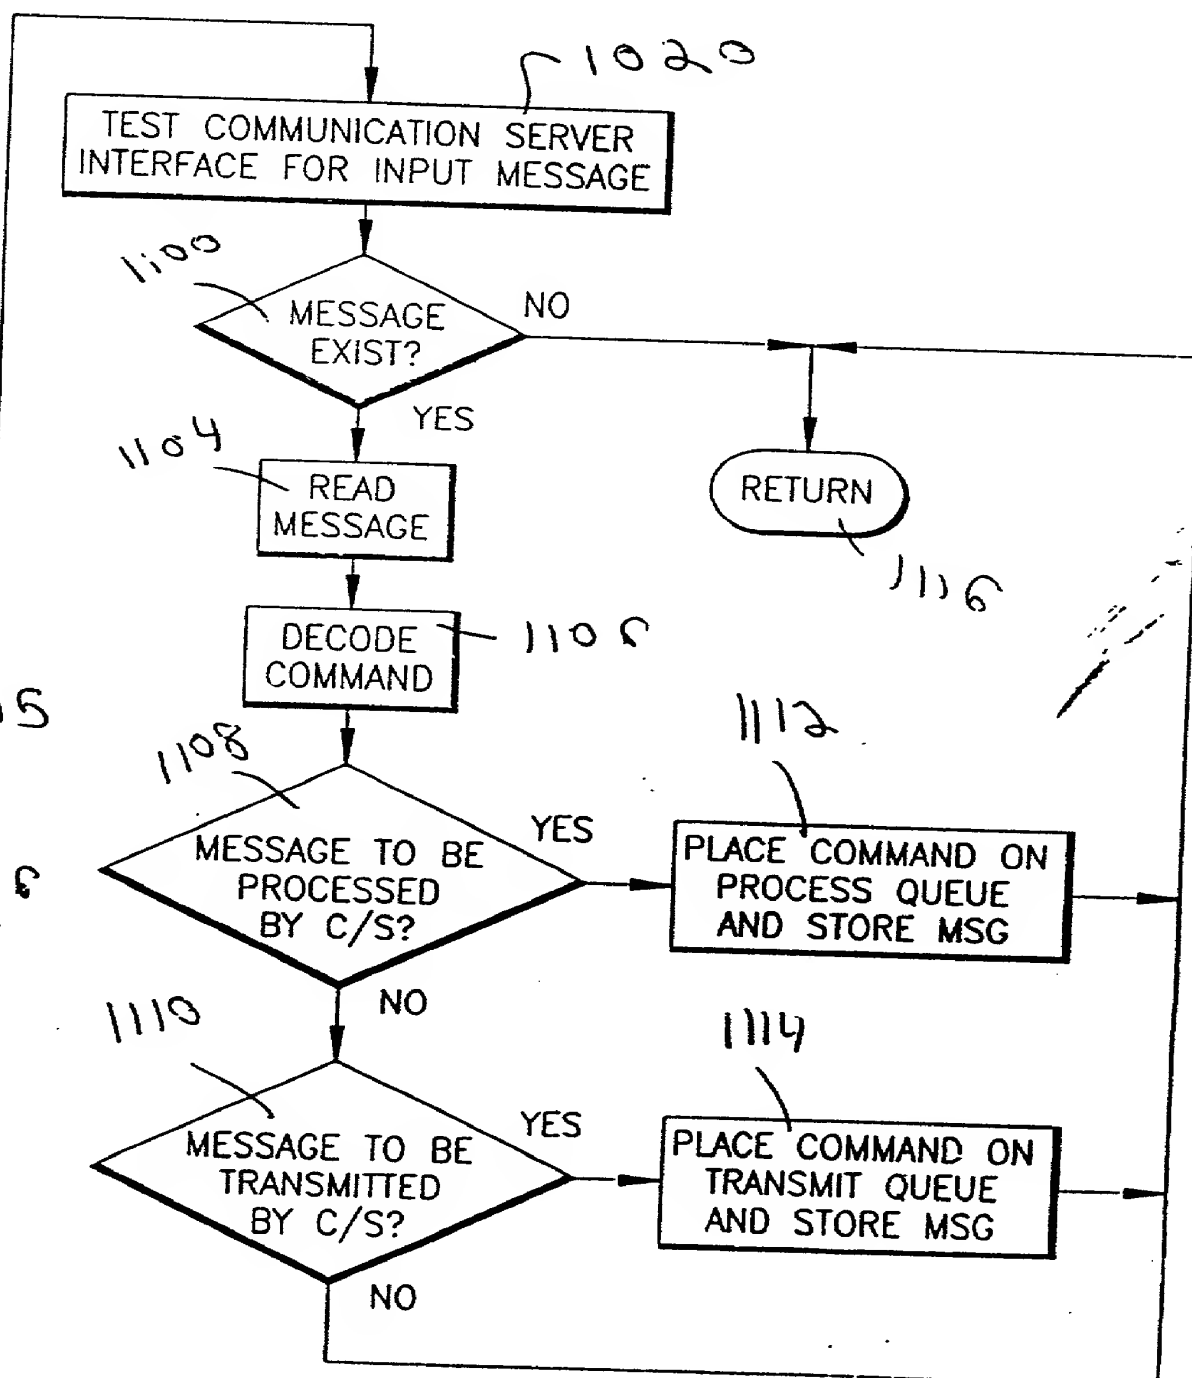 1020
TEST COMMUNICATION SERVER
INTERFACE FOR INPUT MESSAGE
1100
MESSAGE
EXIST?
NO
YES
1104
READ
MESSAGE
RETURN
1116
DECODE
COMMAND
1108
MESSAGE TO BE
PROCESSED
BY C/S?
YES
NO
1112
PLACE COMMAND ON
PROCESS QUEUE
AND STORE MSG
1110
MESSAGE TO BE
TRANSMITTED
BY C/S?
YES
NO
1114
PLACE COMMAND ON
TRANSMIT QUEUE
AND STORE MSG